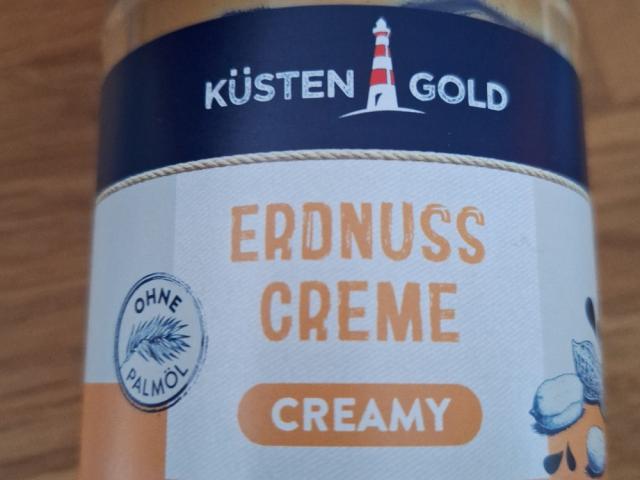 KÜSTEN GOLD
ERDNUSS
CREME
OHNE
PALMÖL
CREAMY